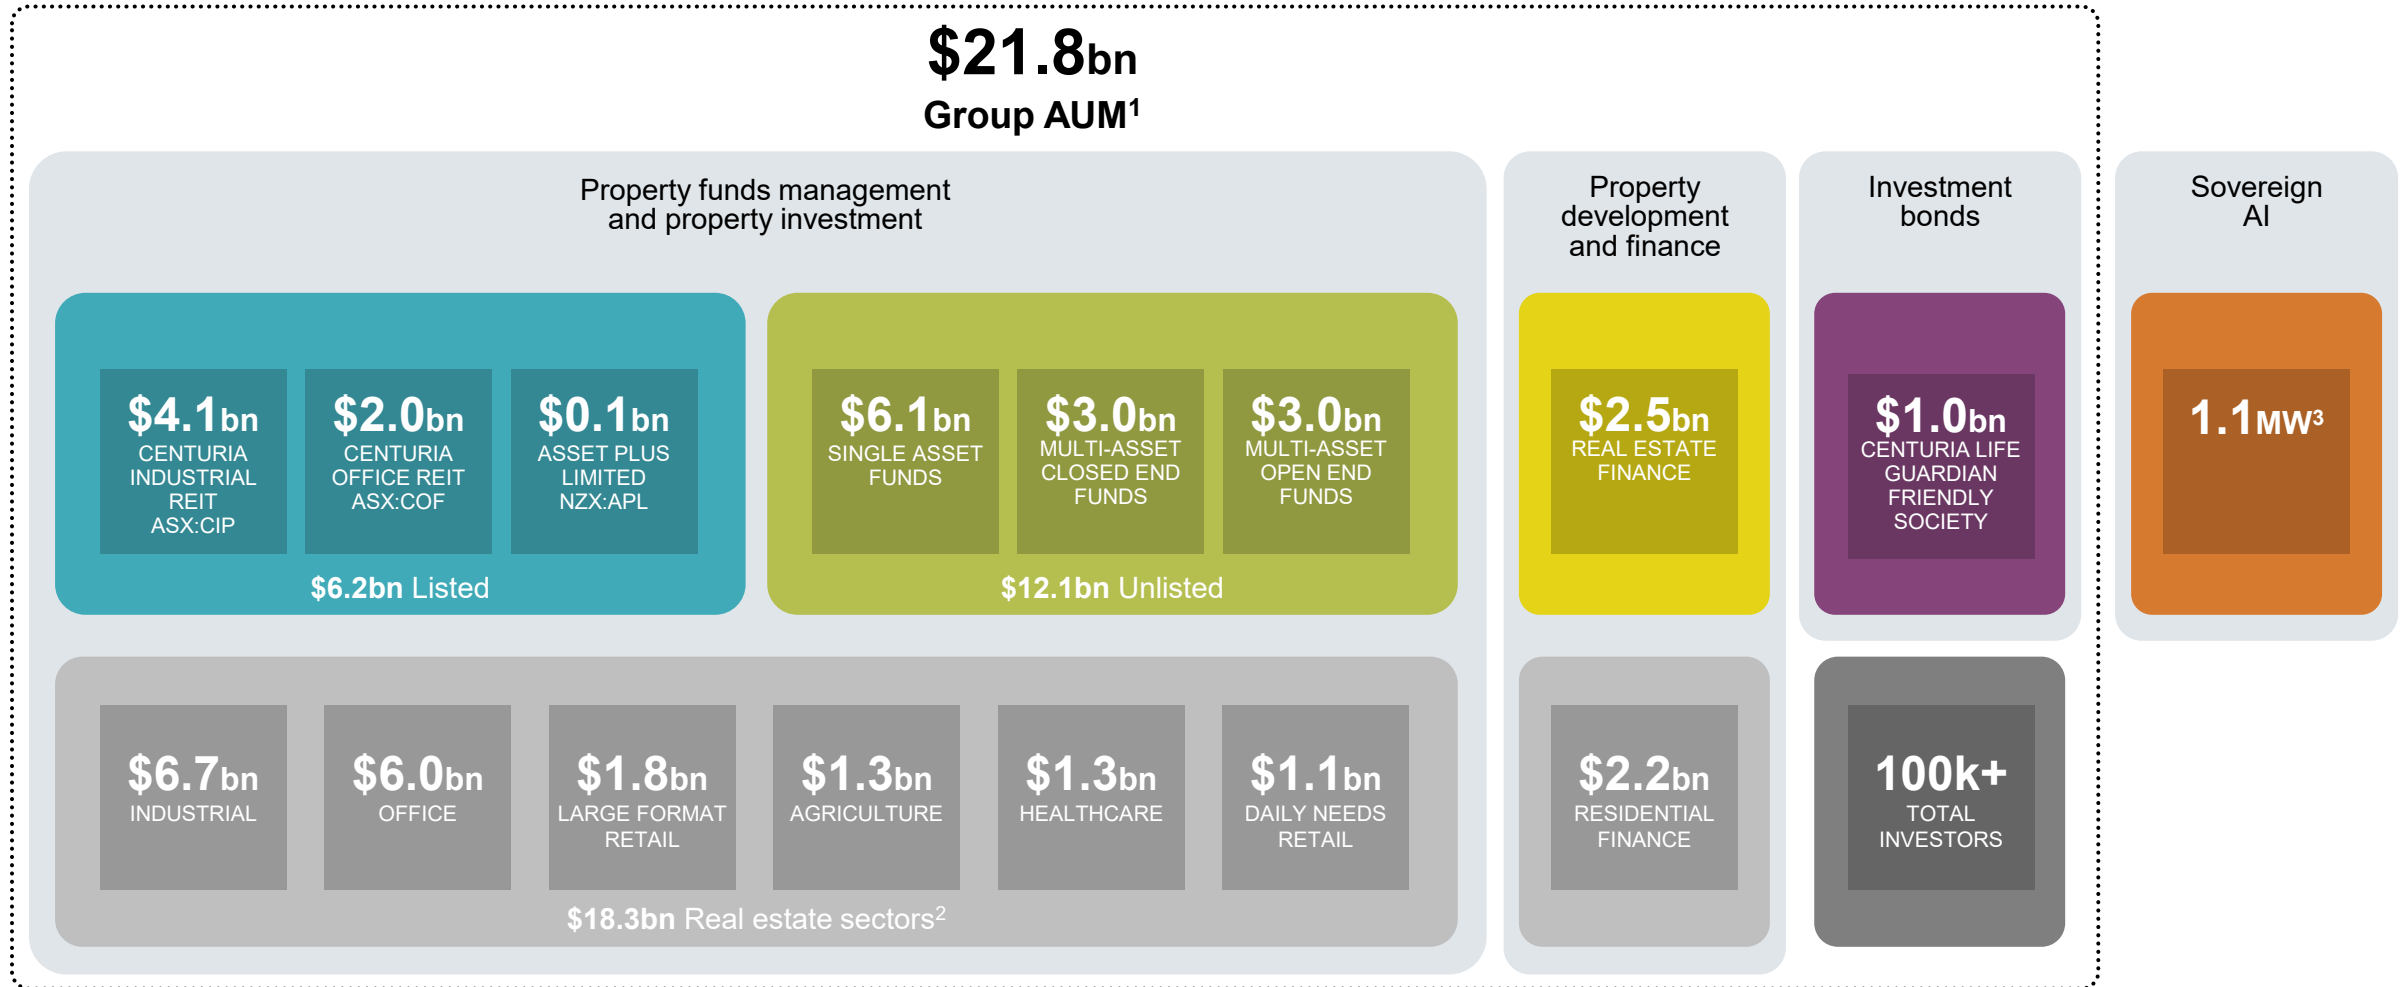 $21.8bn
Group AUM¹
Property funds management
and property investment
$4.1bn
CENTURIA
INDUSTRIAL
REIT
ASX:CIP
$2.0bn
CENTURIA
OFFICE REIT
ASX:COF
$0.1bn
ASSET PLUS
LIMITED
NZX:APL
$6.2bn Listed
$6.1bn
SINGLE ASSET
FUNDS
$3.0bn
MULTI-ASSET
CLOSED END
FUNDS
$3.0bn
MULTI-ASSET
OPEN END
FUNDS
$12.1bn Unlisted
$6.7bn
INDUSTRIAL
$6.0bn
OFFICE
$1.8bn
LARGE FORMAT
RETAIL
$1.3bn
AGRICULTURE
$1.3bn
HEALTHCARE
$1.1bn
DAILY NEEDS
RETAIL
$18.3bn Real estate sectors²
Property
development
and finance
$2.5bn
REAL ESTATE
FINANCE
$2.2bn
RESIDENTIAL
FINANCE
Investment
bonds
$1.0bn
CENTURIA LIFE
GUARDIAN
FRIENDLY
SOCIETY
100k+
TOTAL
INVESTORS
Sovereign
AI
1.1MW³